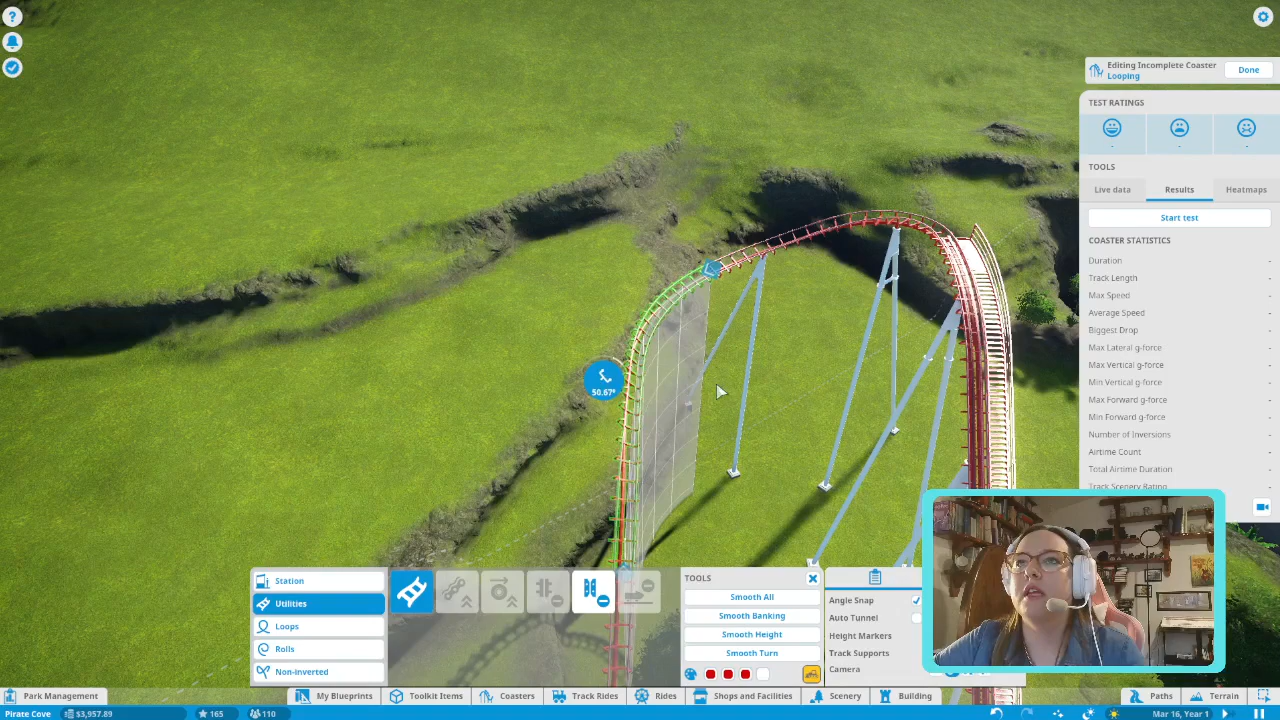 ?
Editing Incomplete Coaster
Looping
Done
TEST RATINGS
- - -
TOOLS
Live data Results Heatmaps
Start test
COASTER STATISTICS
Duration -
Track Length -
Max Speed -
Average Speed -
Biggest Drop -
Max Lateral g-force -
Max Vertical g-force -
Min Vertical g-force -
Max Forward g-force -
Min Forward g-force -
Number of Inversions -
Airtime Count -
Total Airtime Duration -
Track Scenery Rating -
50.67°
Station
Utilities
Loops
Rolls
Non-inverted
TOOLS
Smooth All
Smooth Banking
Smooth Height
Smooth Turn
Angle Snap
Auto Tunnel
Height Markers
Track Supports
Camera
Park Management My Blueprints Toolkit Items Coasters Track Rides Rides Shops and Facilities Scenery Building Paths Terrain
Pirate Cove $3,957.89 165 110 Mar 16, Year 1